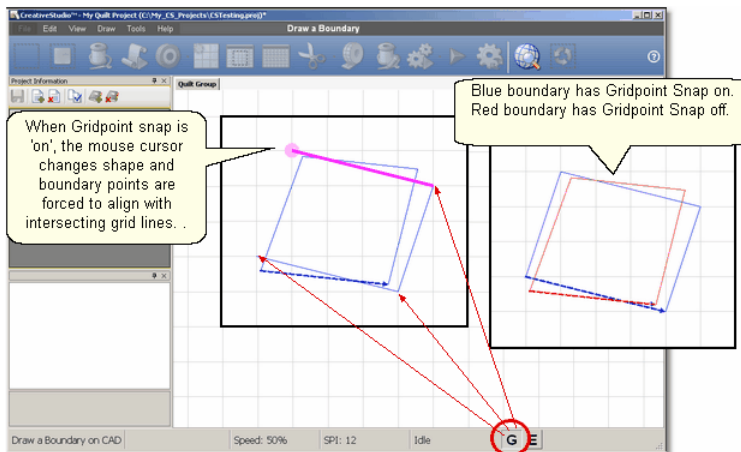 CreativeStudio™ - My Quilt Project (C:\My_CS_Projects\CSTesting.proj)*
File Edit View Draw Tools Help
Draw a Boundary
Project Information
Quilt Group
When Gridpoint snap is
'on', the mouse cursor
changes shape and
boundary points are
forced to align with
intersecting grid lines. .
Blue boundary has Gridpoint Snap on.
Red boundary has Gridpoint Snap off.
Draw a Boundary on CAD
Speed: 50%
SPI: 12
Idle
G E